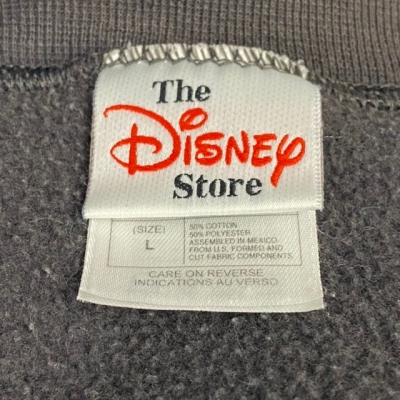 The
Disney
Store
(SIZE)
L
50% COTTON
50% POLYESTER
ASSEMBLED IN MEXICO
FROM U.S. FORMED AND
CUT FABRIC COMPONENTS.
CARE ON REVERSE
INDICATIONS AU VERSO